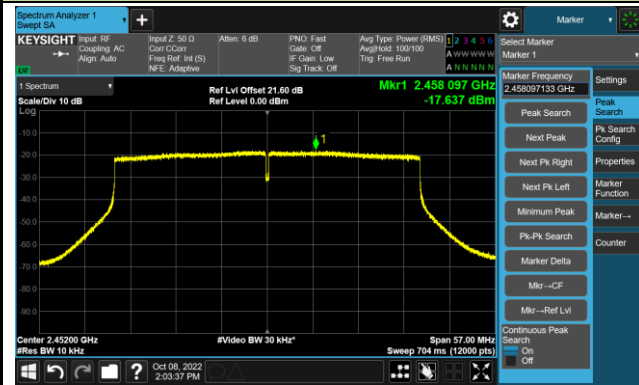 Spectrum Analyzer 1
Swept SA
Marker
KEYSIGHT
Input: RF
Coupling: AC
Align: Auto
Input Z: 50 Ω
Corr CCorr
Freq Ref: Int (S)
NFE: Adaptive
Atten: 6 dB
PNO: Fast
Gate: Off
IF Gain: Low
Sig Track: Off
Avg Type: Power (RMS)
Avg|Hold: 100/100
Trig: Free Run
1 2 3 4 5 6
A W W W W W
A N N N N N
Select Marker
Marker 1
1 Spectrum
Scale/Div 10 dB
Log
Ref Lvl Offset 21.60 dB
Ref Level 0.00 dBm
Mkr1 2.458 097 GHz
-17.637 dBm
Marker Frequency
2.458097133 GHz
Settings
Peak Search
Next Peak
Next Pk Right
Next Pk Left
Minimum Peak
Pk-Pk Search
Marker Delta
Mkr→CF
Mkr→Ref Lvl
Continuous Peak
Search
On
Off
Peak
Search
Pk Search
Config
Properties
Marker
Function
Marker→
Counter
-10.0
1
-20.0
-30.0
-40.0
-50.0
-60.0
-70.0
-80.0
-90.0
Center 2.45200 GHz
#Res BW 10 kHz
#Video BW 30 kHz*
Span 57.00 MHz
Sweep 704 ms (12000 pts)
Oct 08, 2022
2:03:37 PM